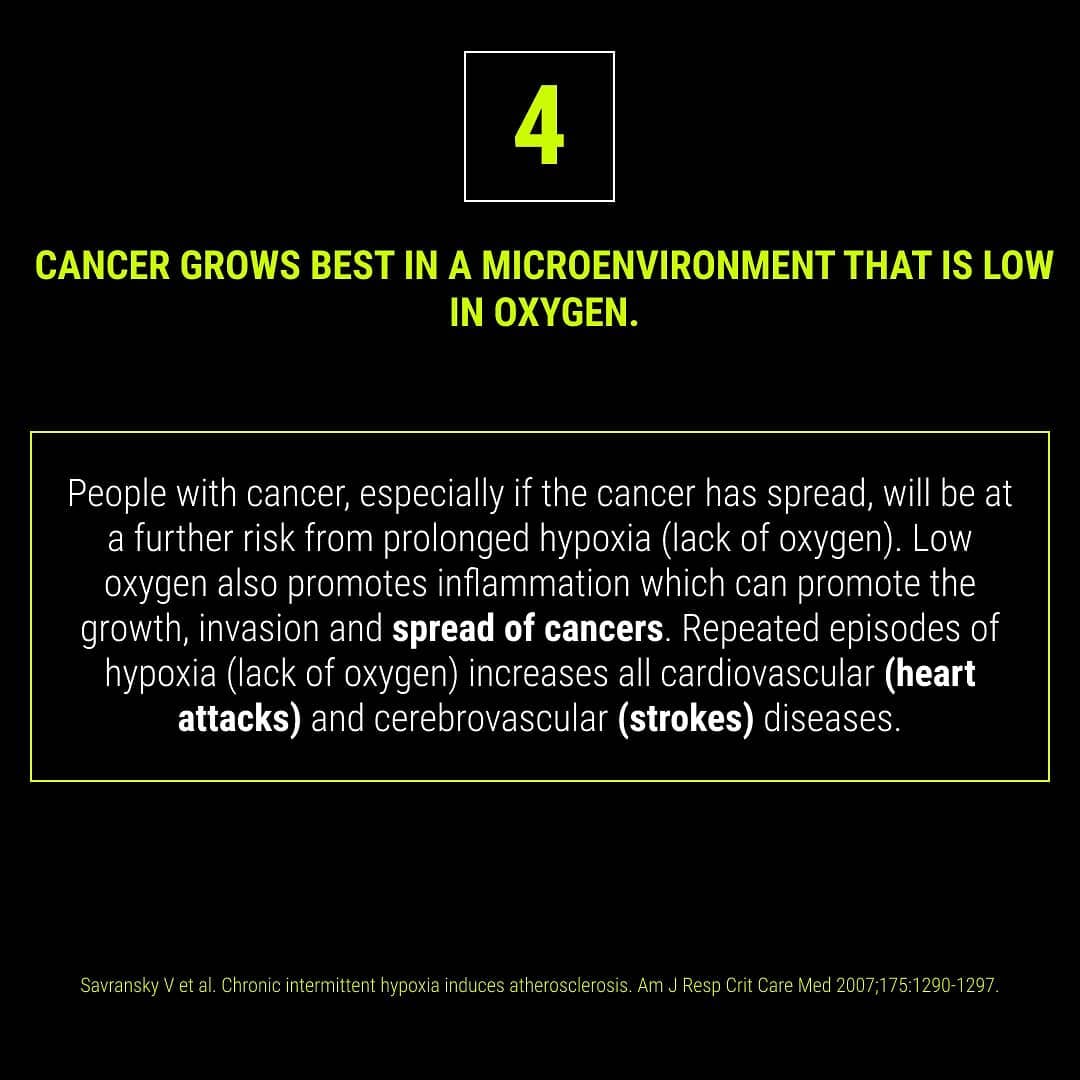 4
CANCER GROWS BEST IN A MICROENVIRONMENT THAT IS LOW
IN OXYGEN.
People with cancer, especially if the cancer has spread, will be at
a further risk from prolonged hypoxia (lack of oxygen). Low
oxygen also promotes inflammation which can promote the
growth, invasion and spread of cancers. Repeated episodes of
hypoxia (lack of oxygen) increases all cardiovascular (heart
attacks) and cerebrovascular (strokes) diseases.
Savransky V et al. Chronic intermittent hypoxia induces atherosclerosis. Am J Resp Crit Care Med 2007;175:1290-1297.